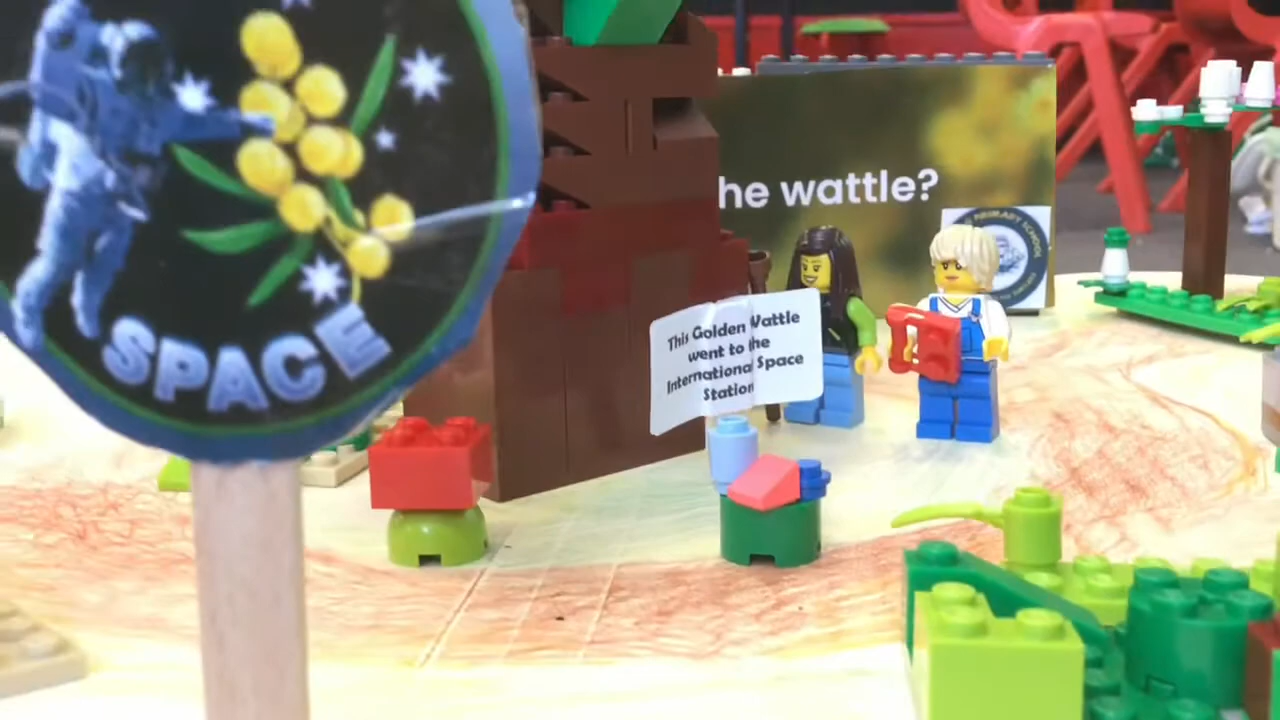 SPACE
he wattle?
PRIMARY SCHOOL
This Golden Wattle
went to the
International Space
Station